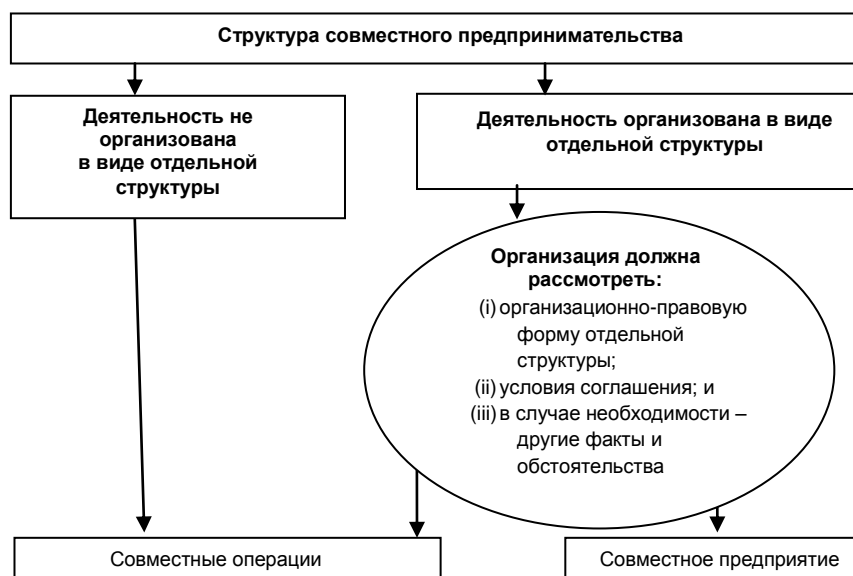 Структура совместного предпринимательства
Деятельность не
организована
в виде отдельной
структуры
Деятельность организована в виде
отдельной структуры
Организация должна
рассмотреть:
(i) организационно-правовую
форму отдельной
структуры;
(ii) условия соглашения; и
(iii) в случае необходимости –
другие факты и
обстоятельства
Совместные операции
Совместное предприятие